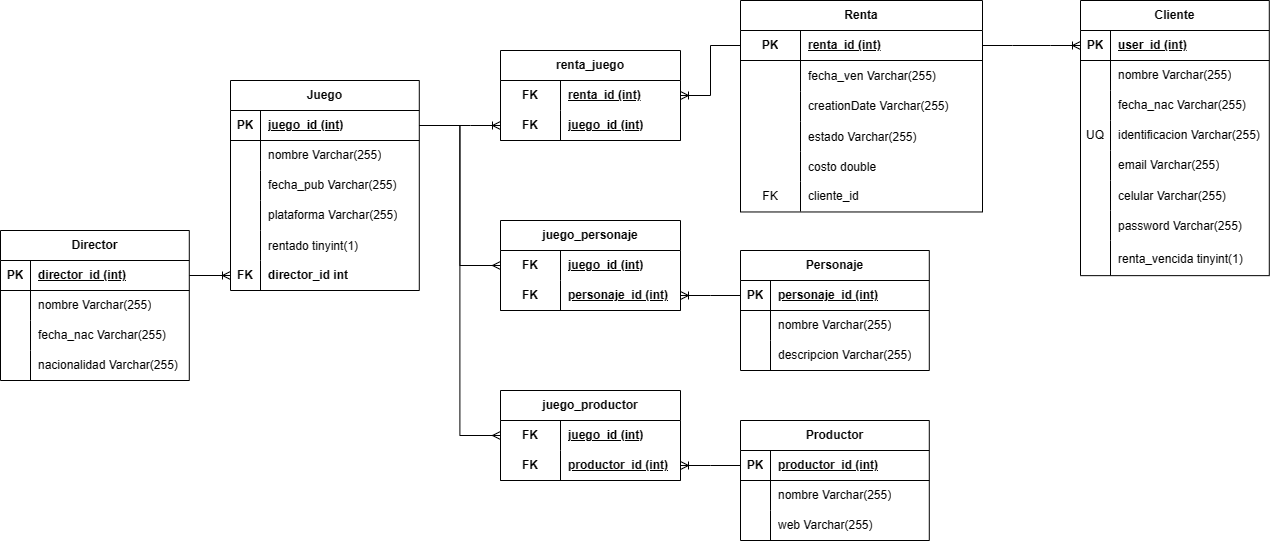 Renta
PK renta_id (int)
fecha_ven Varchar(255)
creationDate Varchar(255)
estado Varchar(255)
costo double
FK cliente_id
Cliente
PK user_id (int)
nombre Varchar(255)
fecha_nac Varchar(255)
UQ identificacion Varchar(255)
email Varchar(255)
celular Varchar(255)
password Varchar(255)
renta_vencida tinyint(1)
renta_juego
FK renta_id (int)
FK juego_id (int)
Juego
PK juego_id (int)
nombre Varchar(255)
fecha_pub Varchar(255)
plataforma Varchar(255)
rentado tinyint(1)
FK director_id int
Director
PK director_id (int)
nombre Varchar(255)
fecha_nac Varchar(255)
nacionalidad Varchar(255)
juego_personaje
FK juego_id (int)
FK personaje_id (int)
Personaje
PK personaje_id (int)
nombre Varchar(255)
descripcion Varchar(255)
juego_productor
FK juego_id (int)
FK productor_id (int)
Productor
PK productor_id (int)
nombre Varchar(255)
web Varchar(255)